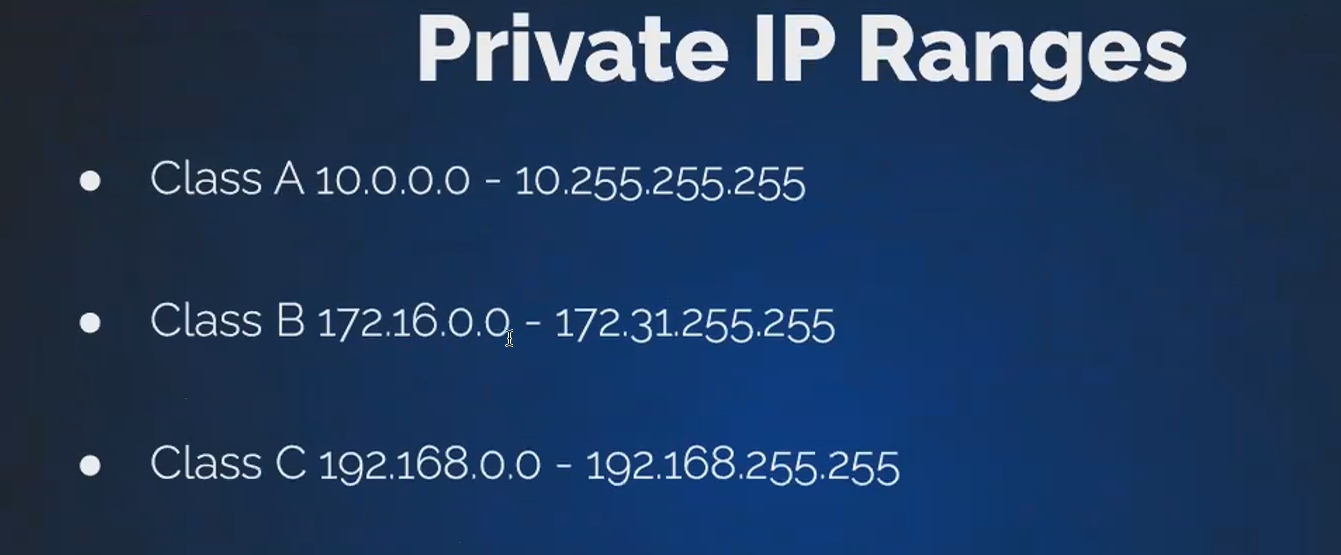 Private IP Ranges
● Class A 10.0.0.0 - 10.255.255.255
● Class B 172.16.0.0 - 172.31.255.255
● Class C 192.168.0.0 - 192.168.255.255